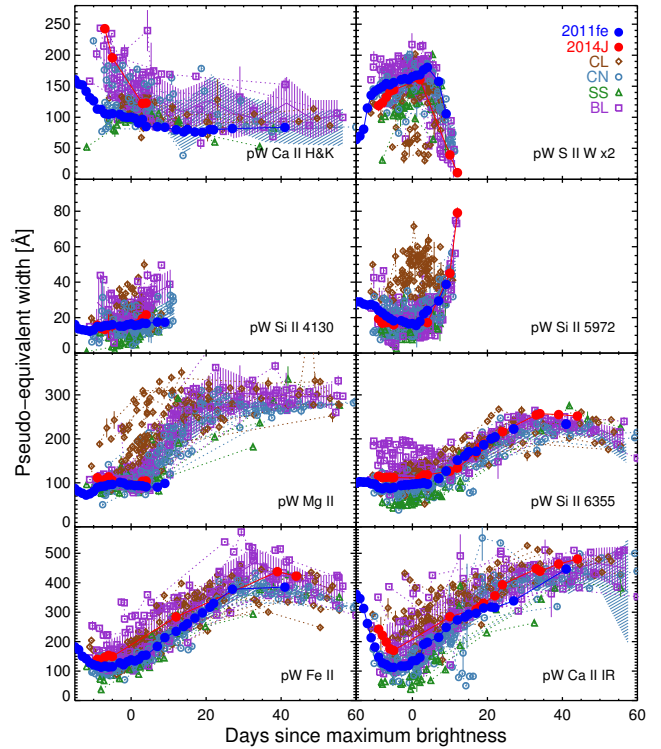 250
200
150
100
50
0
pW Ca II H&K
2011fe
2014J
CL
CN
SS
BL
pW S II W x2
80
60
40
20
0
pW Si II 4130
pW Si II 5972
Pseudo−equivalent width [Å]
300
200
100
0
pW Mg II
pW Si II 6355
500
400
300
200
100
0
pW Fe II
pW Ca II IR
0 20 40 60 0 20 40 60
Days since maximum brightness